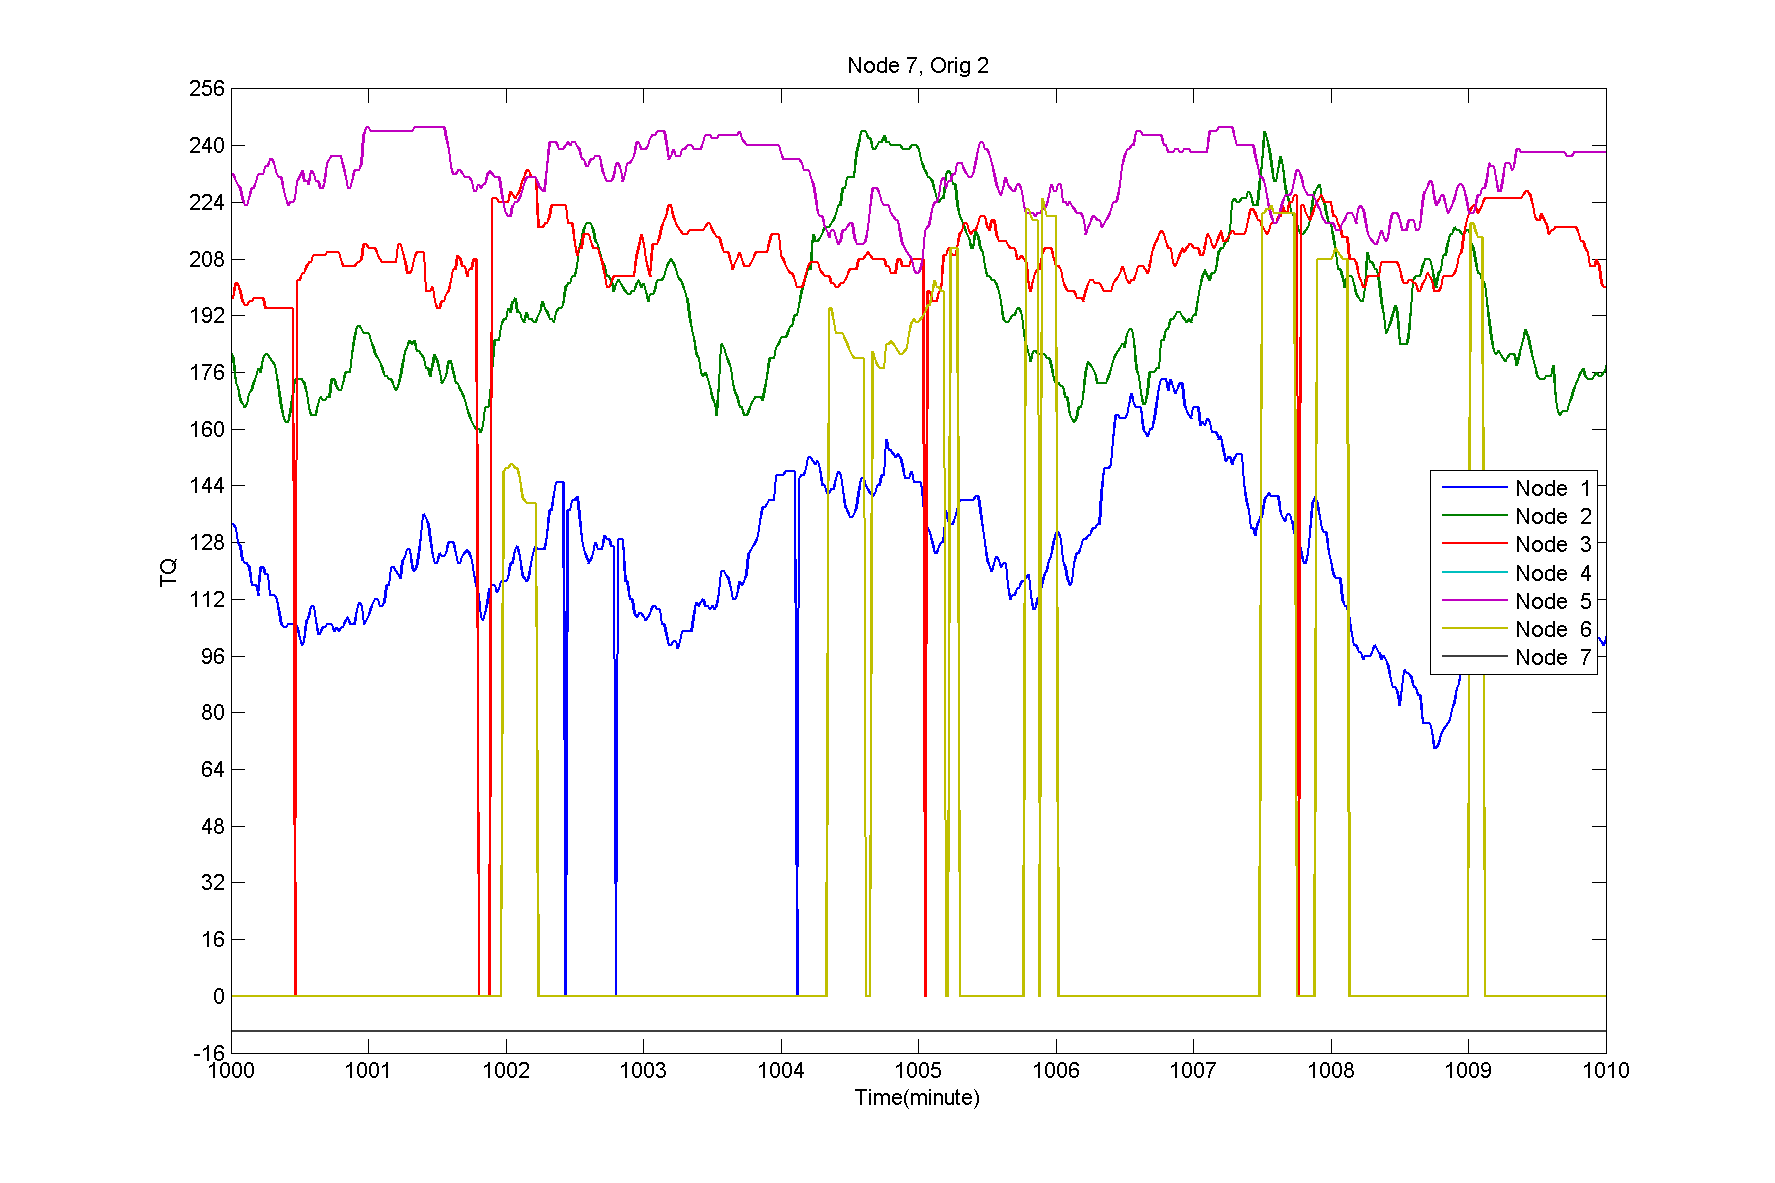 Node 7, Orig 2
256
240
224
208
192
176
160
144
128
112
96
80
64
48
32
16
0
-16
TQ
Node 1
Node 2
Node 3
Node 4
Node 5
Node 6
Node 7
1000 1001 1002 1003 1004 1005 1006 1007 1008 1009 1010
Time(minute)